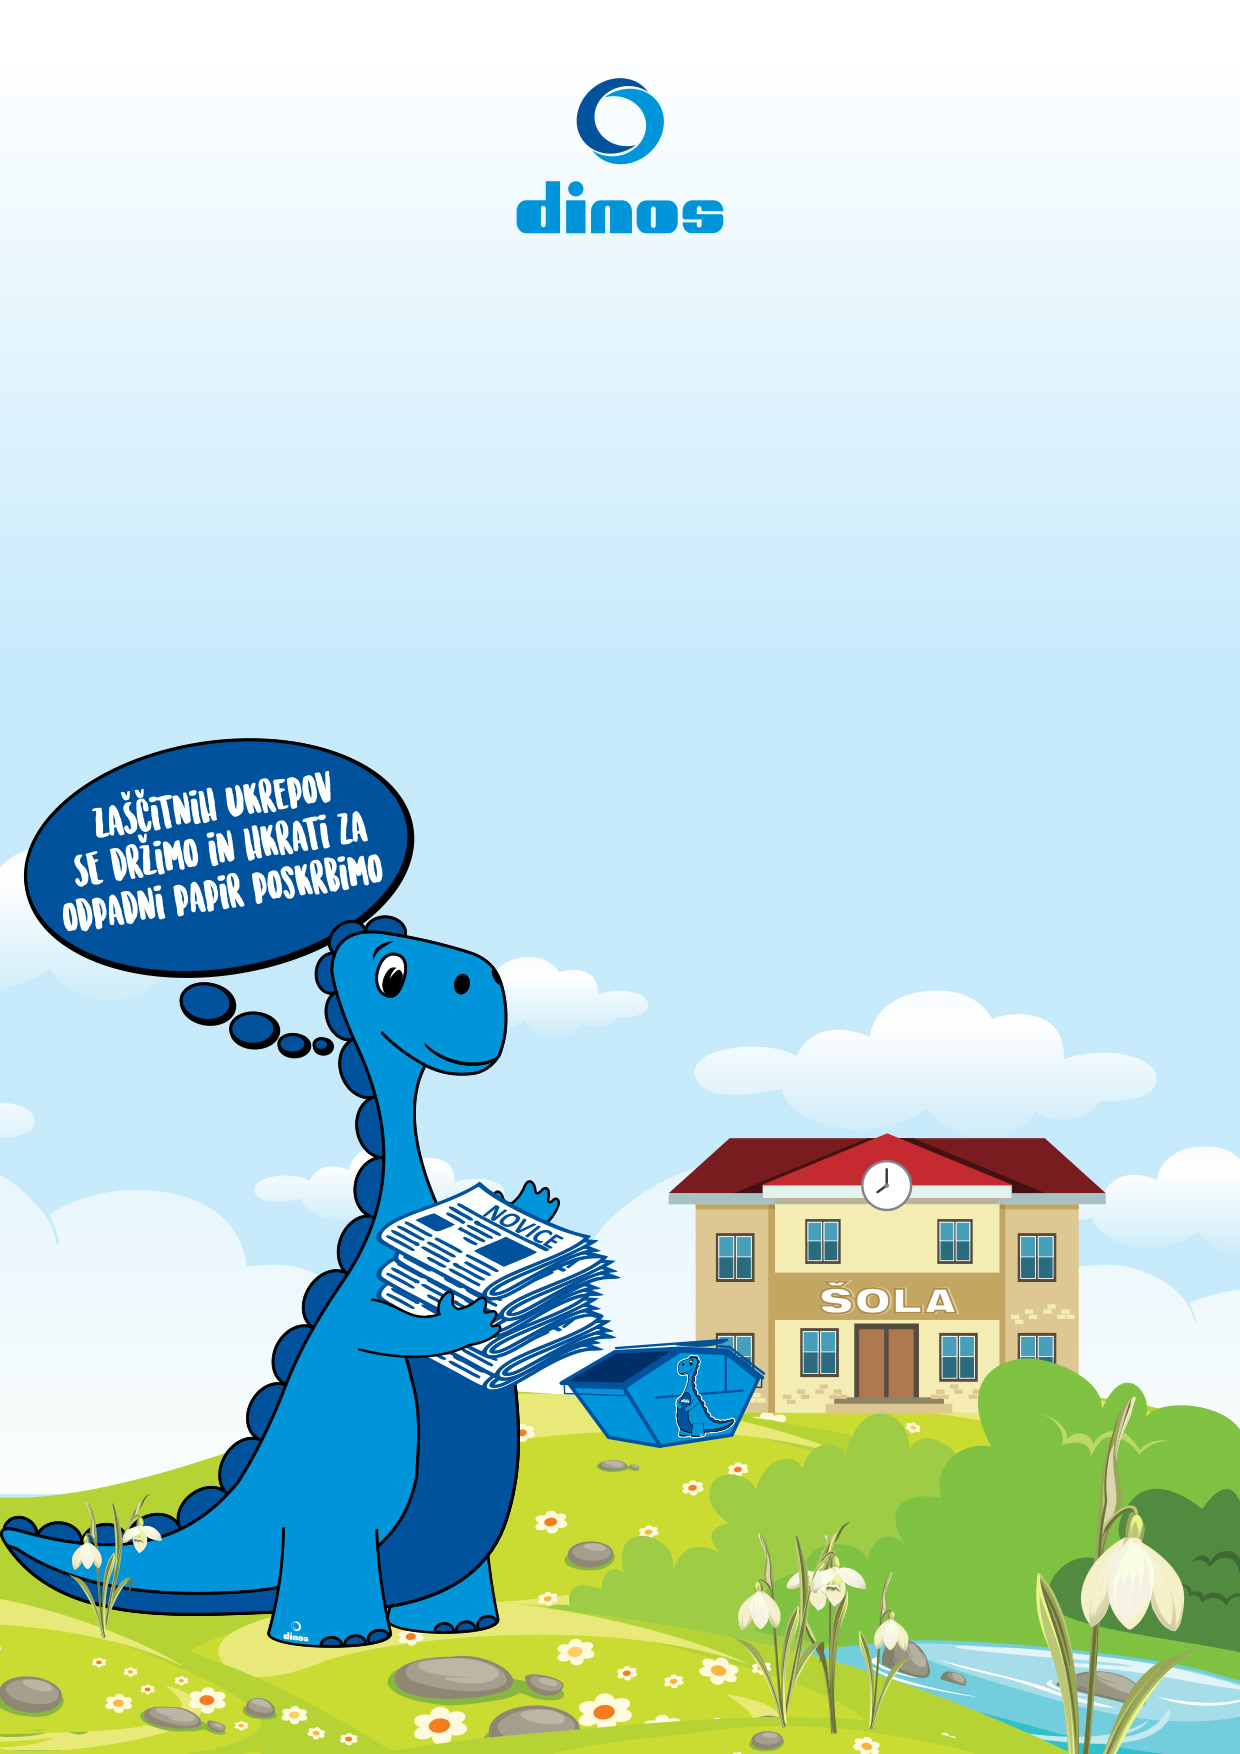 dinos
ZAŠČiTNiH UKREPOV
SE DRŽiMO iN HKRATi ZA
ODPADNi PAPiR POSKRBiMO
NOVICE
ŠOLA
dinos